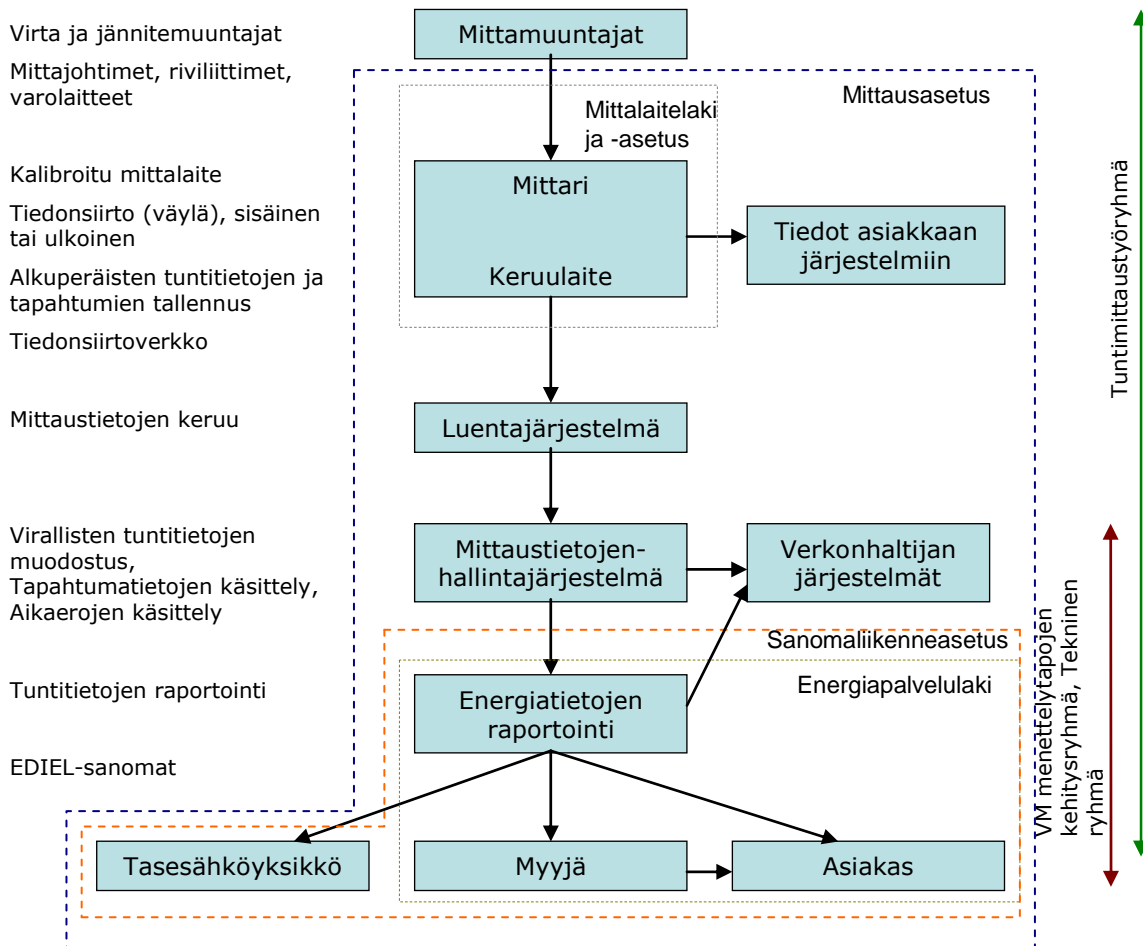 Virta ja jännitemuuntajat
Mittamuuntajat
Mittajohtimet, riviliittimet,
varolaitteet
Mittausasetus
Mittalaitelaki
ja -asetus
Kalibroitu mittalaite
Mittari
Tiedonsiirto (väylä), sisäinen
tai ulkoinen
Tiedot asiakkaan
järjestelmiin
Alkuperäisten tuntitietojen ja
tapahtumien tallennus
Keruulaite
Tiedonsiirtoverkko
Mittaustietojen keruu
Luentajärjestelmä
Virallisten tuntitietojen
muodostus,
Tapahtumatietojen käsittely,
Aikaerojen käsittely
Mittaustietojen-
hallintajärjestelmä
Verkonhaltijan
järjestelmät
Sanomaliikenneasetus
Energiapalvelulaki
Tuntitietojen raportointi
Energiatietojen
raportointi
EDIEL-sanomat
Tasesähköyksikkö
Myyjä
Asiakas
Tuntimittaustyöryhmä
VM menettelytapojen
kehitysryhmä, Tekninen
ryhmä